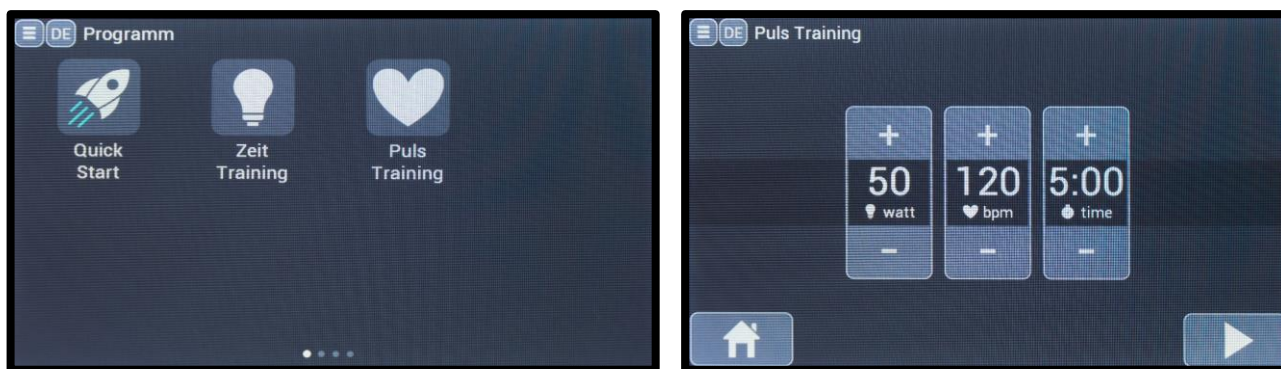 DE Programm
Quick
Start
Zeit
Training
Puls
Training
DE Puls Training
+ + +
50 120 5:00
watt bpm time
- - -